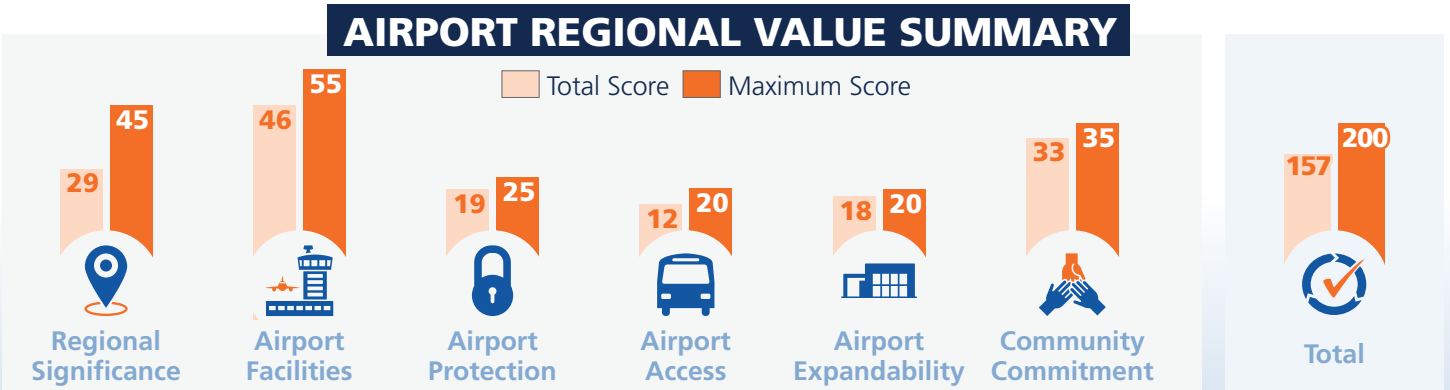 AIRPORT REGIONAL VALUE SUMMARY
Total Score Maximum Score
29 45
46 55
19 25
12 20
18 20
33 35
157 200
Regional
Significance
Airport
Facilities
Airport
Protection
Airport
Access
Airport
Expandability
Community
Commitment
Total